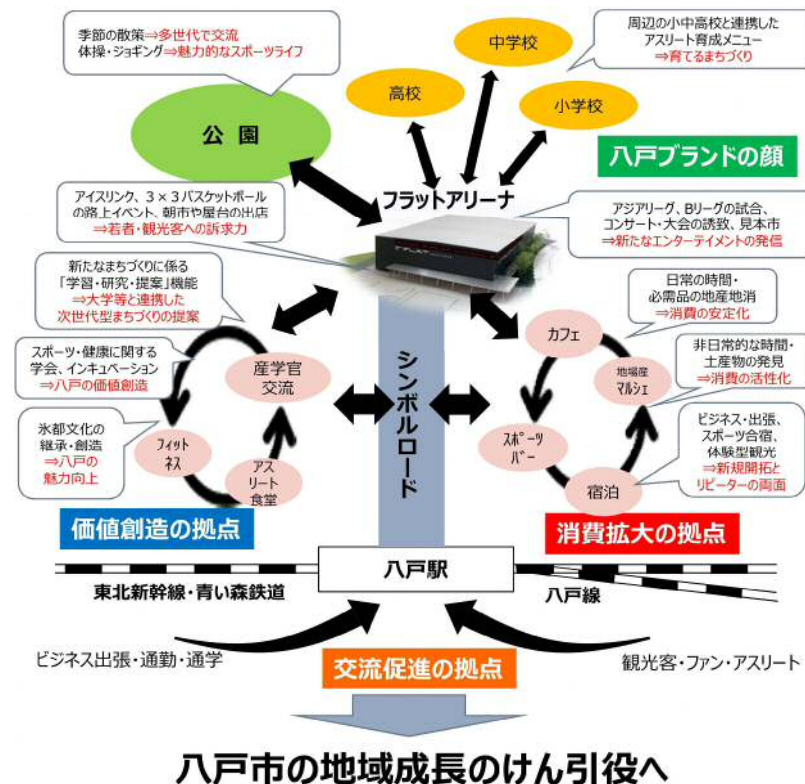 季節の散策⇒多世代で交流
体操・ジョギング⇒魅力的なスポーツライフ
中学校
周辺の小中高校と連携した
アスリート育成メニュー
⇒育てるまちづくり
高校
小学校
公 園
八戸ブランドの顔
フラットアリーナ
アイスリンク、３×３バスケットボール
の路上イベント、朝市や屋台の出店
⇒若者・観光客への訴求力
アジアリーグ、Bリーグの試合、
コンサート・大会の誘致、見本市
⇒新たなエンターテイメントの発信
新たなまちづくりに係る
「学習・研究・提案」機能
⇒大学等と連携した
次世代型まちづくりの提案
日常の時間・
必需品の地産地消
⇒消費の安定化
スポーツ・健康に関する
学会、インキュベーション
⇒八戸の価値創造
産学官
交流
シンボルロード
カフェ
地場産
マルシェ
非日常的な時間・
土産物の発見
⇒消費の活性化
氷都文化の
継承・創造
⇒八戸の
魅力向上
フィット
ネス
アス
リート
食堂
スポーツ
バー
宿泊
ビジネス・出張、
スポーツ合宿、
体験型観光
⇒新規開拓と
リピーターの両面
価値創造の拠点
消費拡大の拠点
八戸駅
東北新幹線・青い森鉄道
八戸線
ビジネス出張・通勤・通学
交流促進の拠点
観光客・ファン・アスリート
八戸市の地域成長のけん引役へ